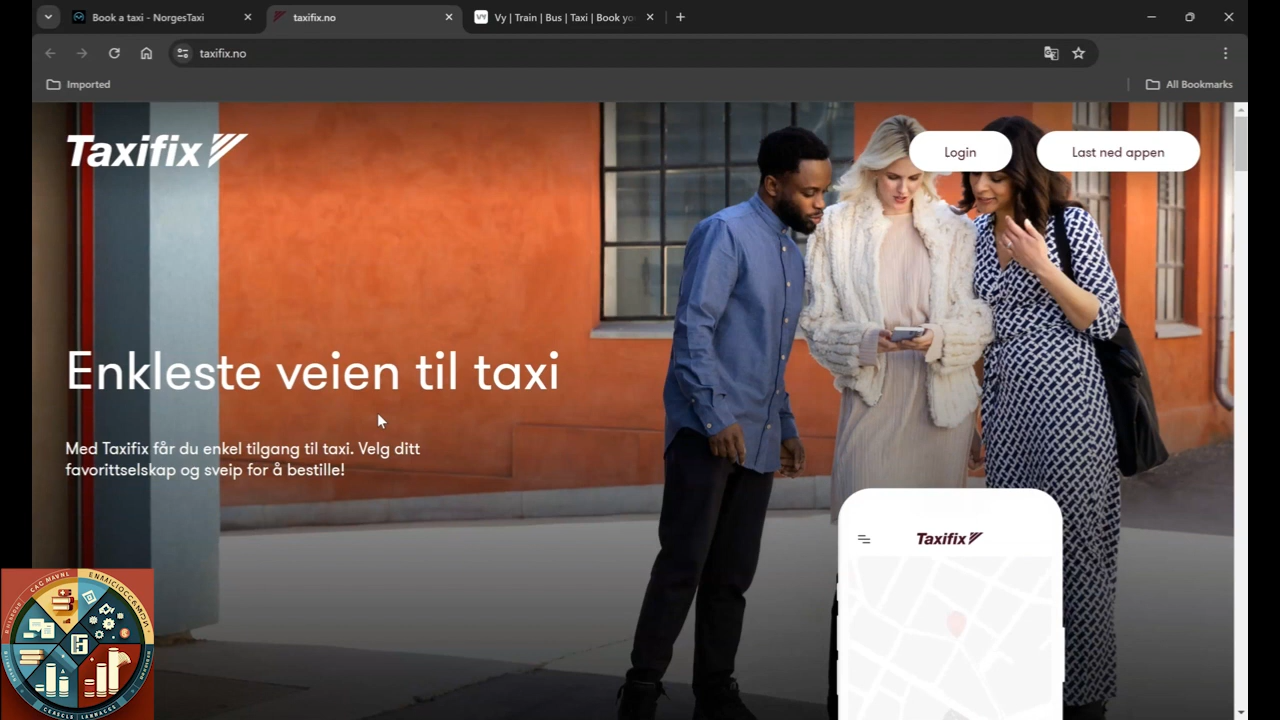 Book a taxi - NorgesTaxi
taxifix.no
Vy | Train | Bus | Taxi | Book yo
taxifix.no
Imported
All Bookmarks
Taxifix
Login
Last ned appen
Enkleste veien til taxi
Med Taxifix får du enkel tilgang til taxi. Velg ditt
favorittselskap og sveip for å bestille!
Taxifix